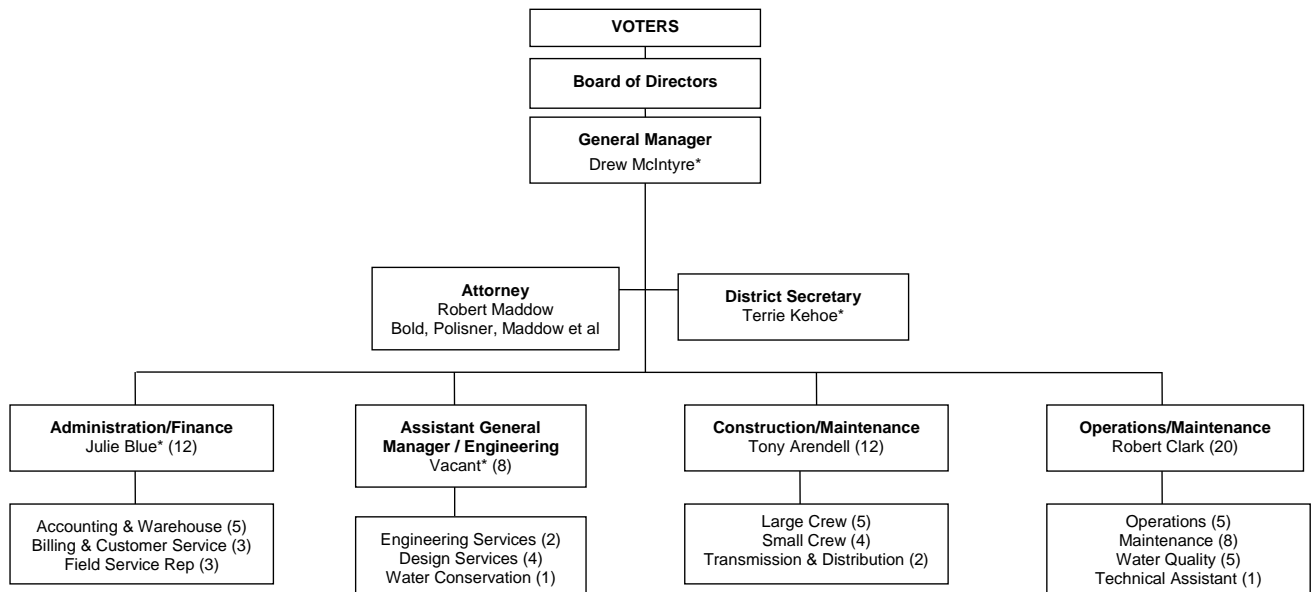 VOTERS
Board of Directors
General Manager
Drew McIntyre*
Attorney
Robert Maddow
Bold, Polisner, Maddow et al
District Secretary
Terrie Kehoe*
Administration/Finance
Julie Blue* (12)
Assistant General
Manager / Engineering
Vacant* (8)
Construction/Maintenance
Tony Arendell (12)
Operations/Maintenance
Robert Clark (20)
Accounting & Warehouse (5)
Billing & Customer Service (3)
Field Service Rep (3)
Engineering Services (2)
Design Services (4)
Water Conservation (1)
Large Crew (5)
Small Crew (4)
Transmission & Distribution (2)
Operations (5)
Maintenance (8)
Water Quality (5)
Technical Assistant (1)